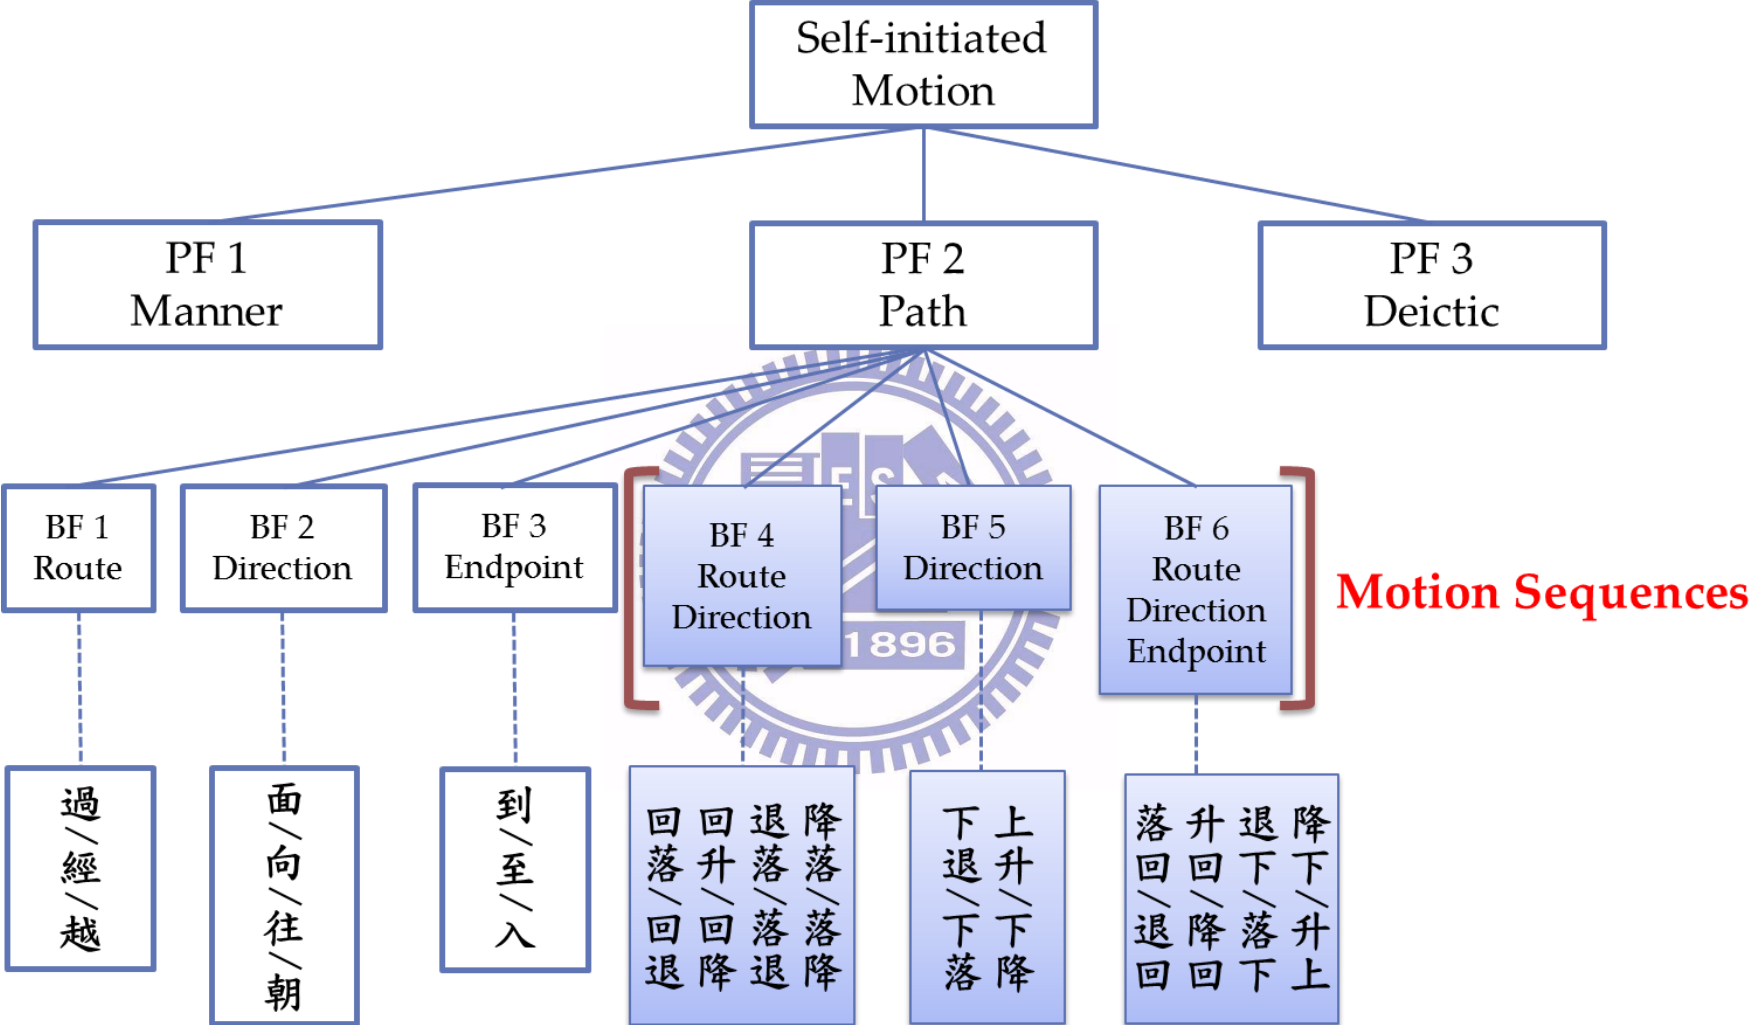 Self-initiated
Motion
PF 1
Manner
PF 2
Path
PF 3
Deictic
BF 1
Route
BF 2
Direction
BF 3
Endpoint
BF 4
Route
Direction
BF 5
Direction
BF 6
Route
Direction
Endpoint
Motion Sequences
ES
1896
過/經/越
面/向/往/朝
到/至/入
降落/落降
退落/落退
回升/回降
回落/回退
上升/下降
下退/下落
降下/升上
退下/落下
升回/降回
落回/退回